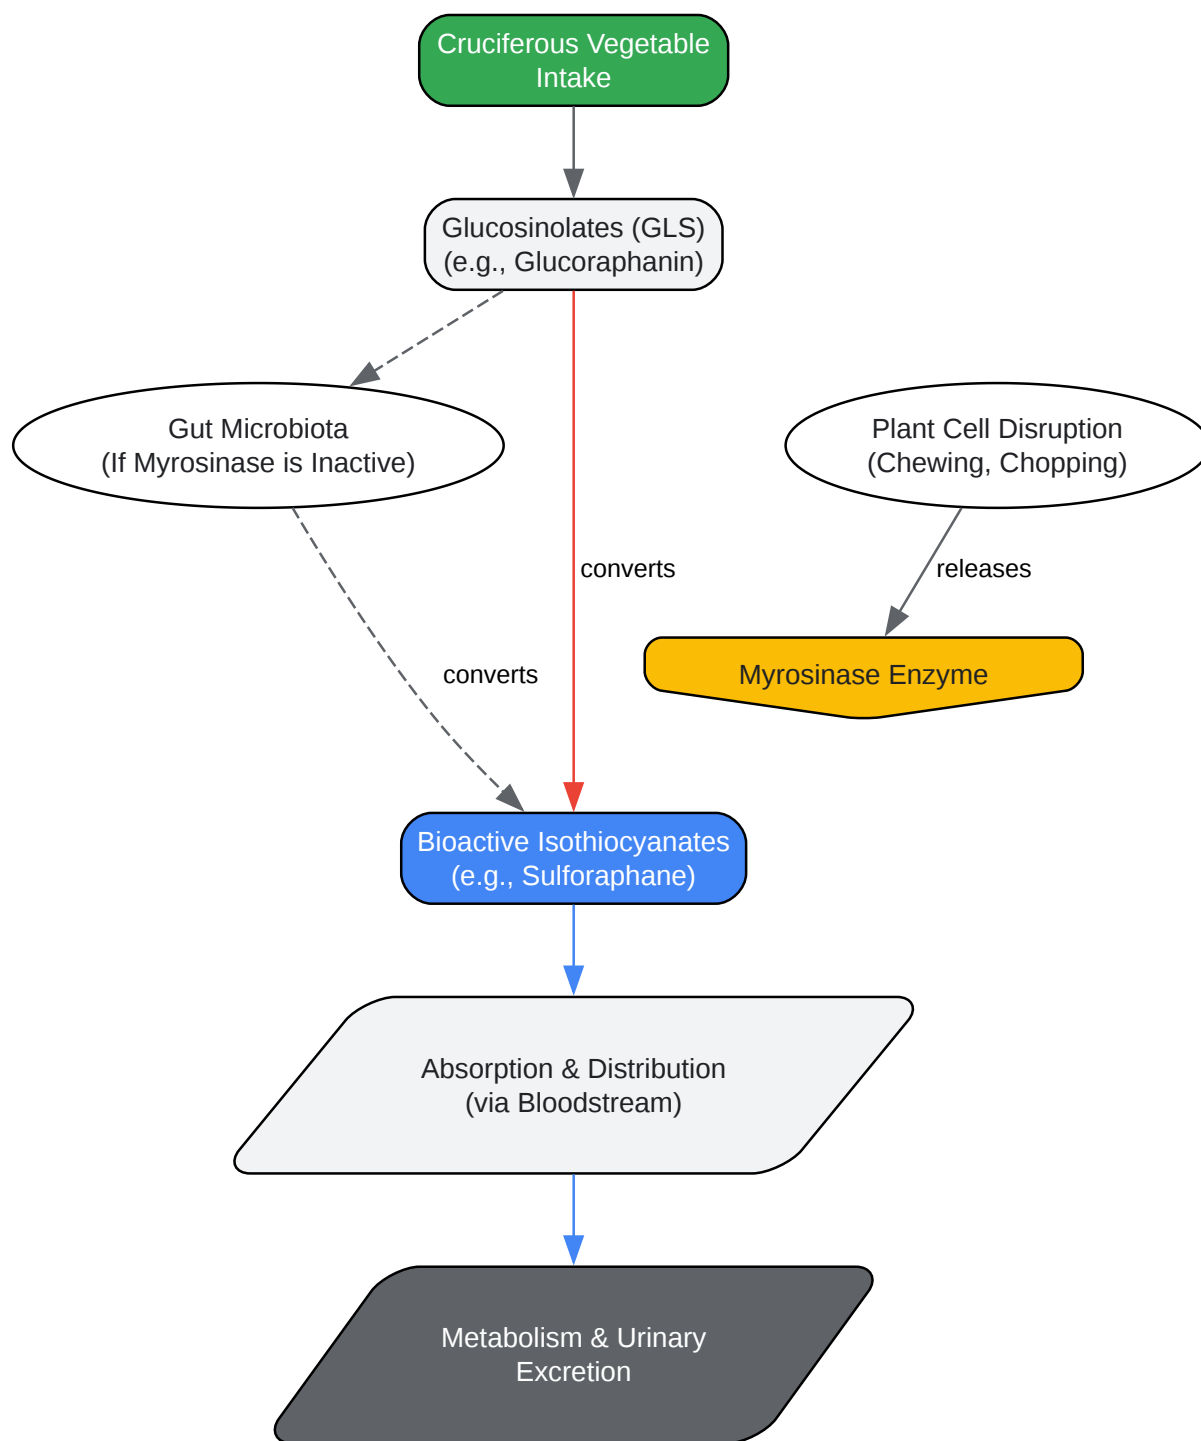 Cruciferous Vegetable
Intake
Glucosinolates (GLS)
(e.g., Glucoraphanin)
Gut Microbiota
(If Myrosinase is Inactive)
Plant Cell Disruption
(Chewing, Chopping)
converts
releases
converts
Myrosinase Enzyme
Bioactive Isothiocyanates
(e.g., Sulforaphane)
Absorption & Distribution
(via Bloodstream)
Metabolism & Urinary
Excretion